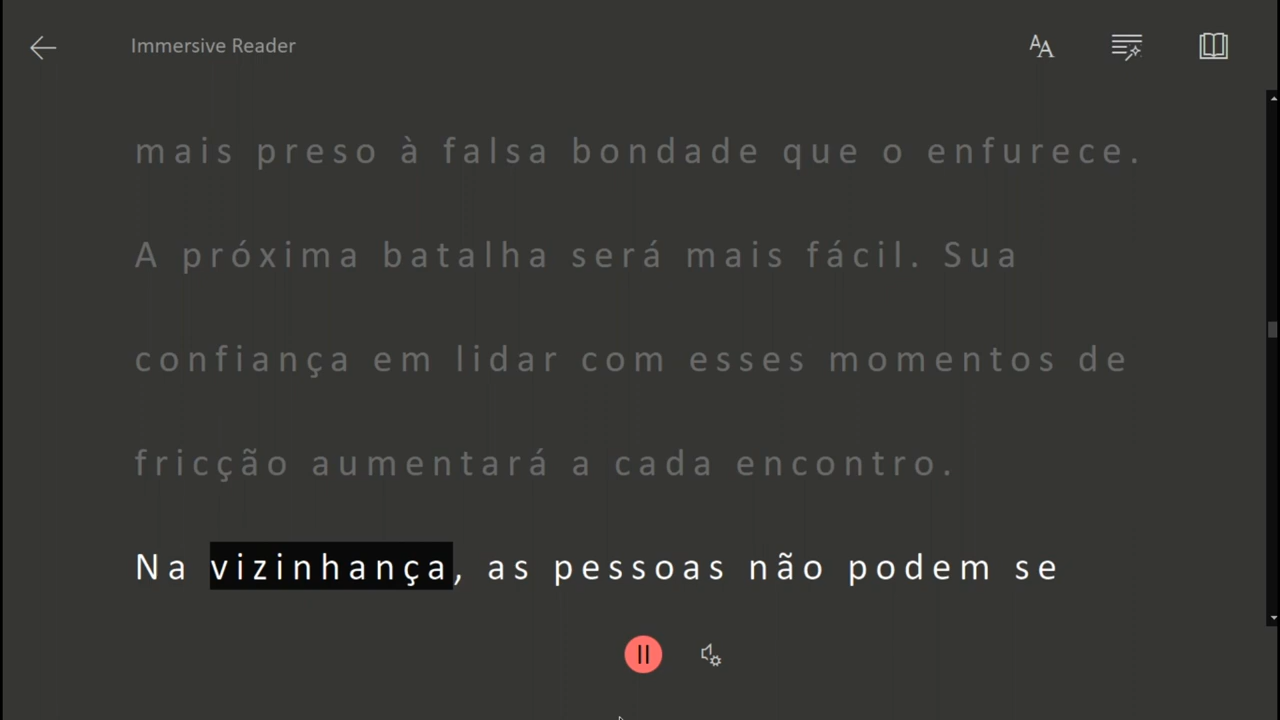 Immersive Reader
mais preso à falsa bondade que o enfurece.
A próxima batalha será mais fácil. Sua
confiança em lidar com esses momentos de
fricção aumentará a cada encontro.
Na vizinhança, as pessoas não podem se